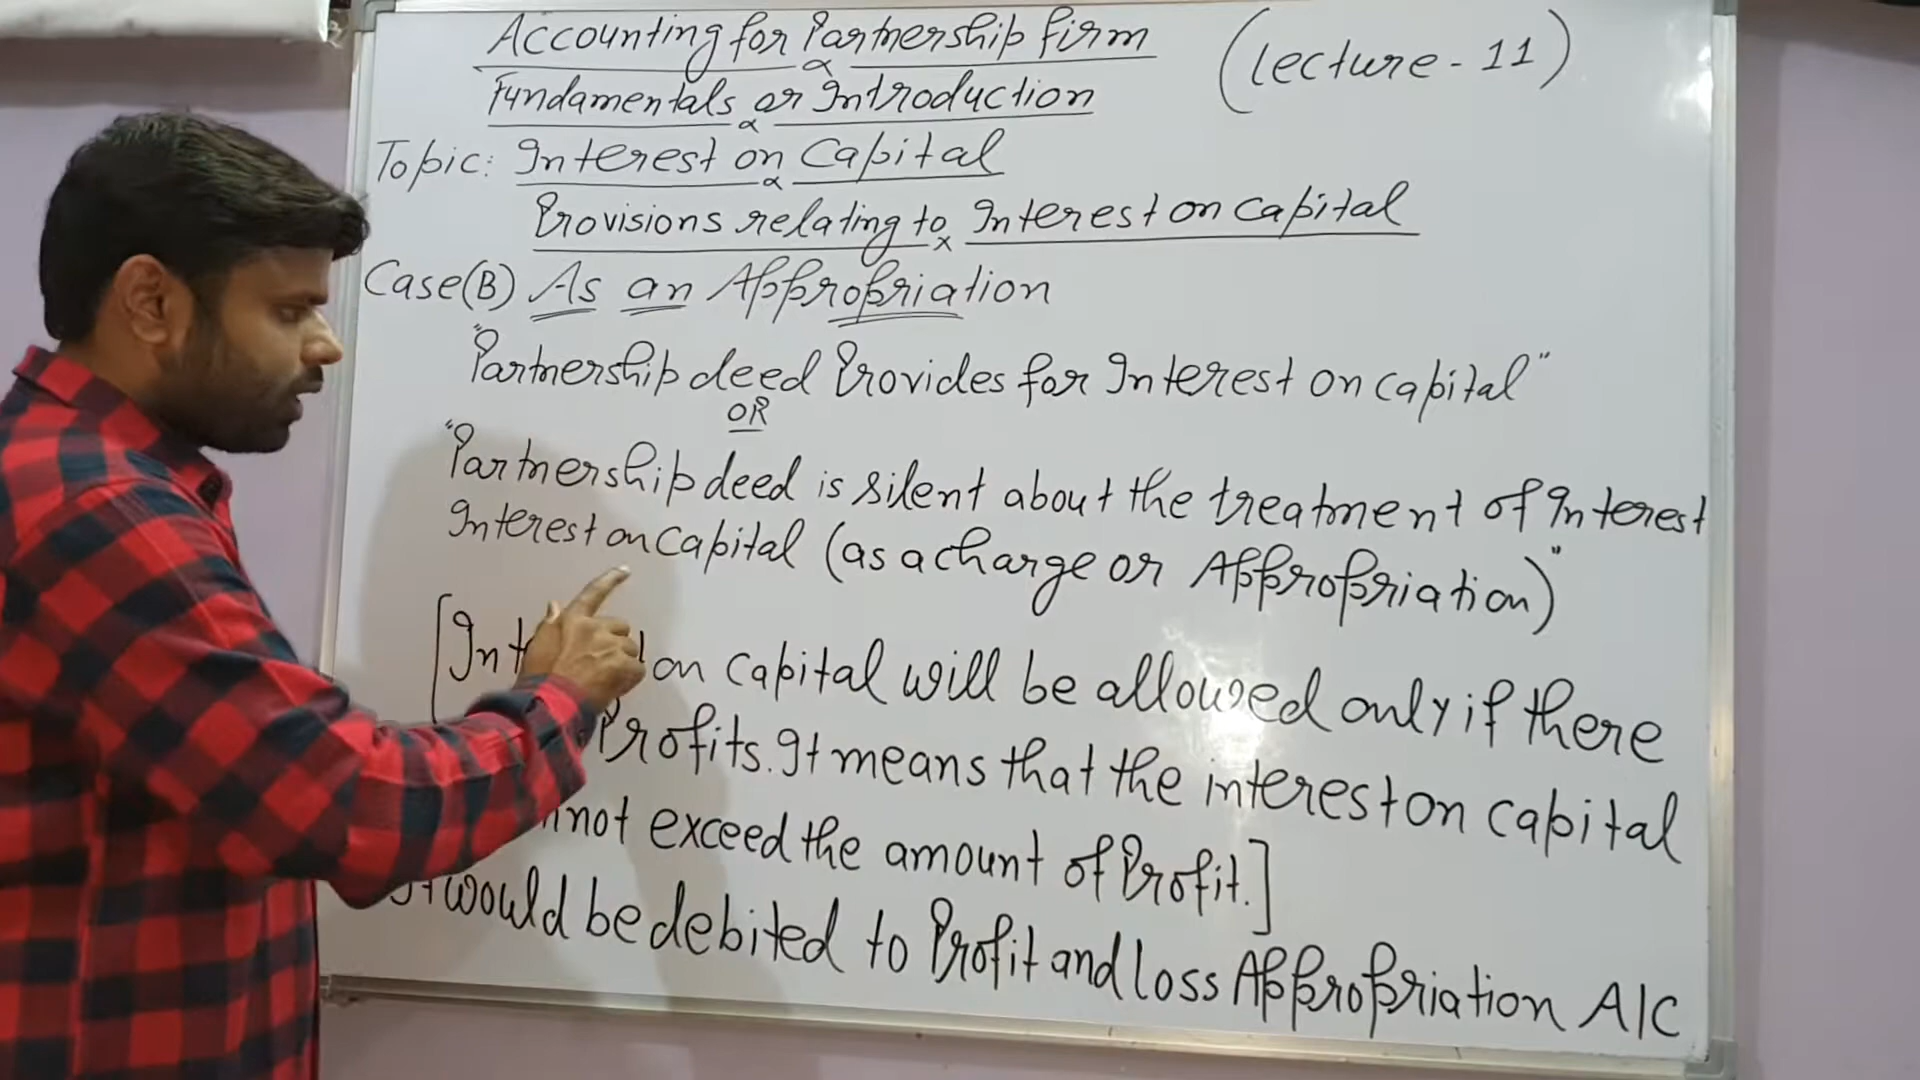 Accounting for Partnership firm
(Lecture - 11)
Fundamentals or Introduction
Topic: Interest on Capital
Provisions relating to Interest on Capital
Case(B) As an Appropriation
"Partnership deed Provides for Interest on capital"
OR
"Partnership deed is silent about the treatment of Interest
Interest on Capital (as a charge or Appropriation)"
[ on capital will be allowed only if there
Profits. It means that the interest on capital
exceed the amount of Profit.]
It would be debited to Profit and loss Appropriation A/C